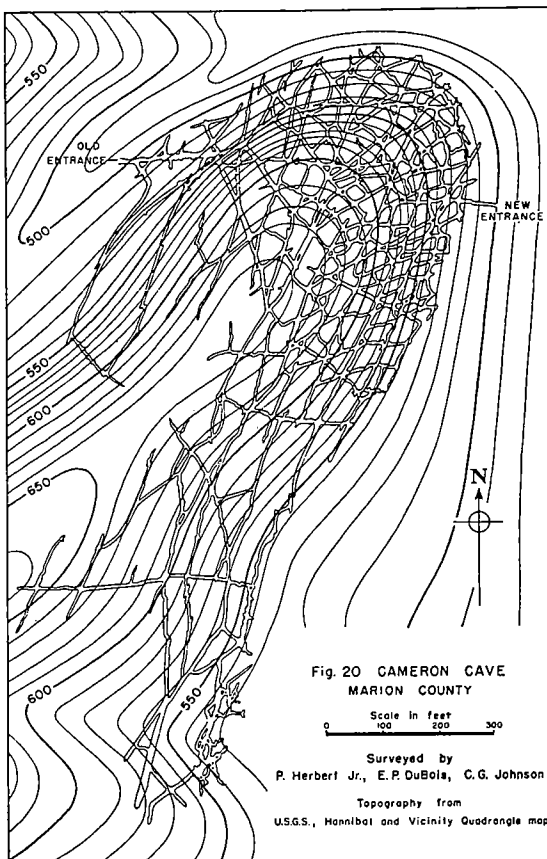 550
OLD
ENTRANCE
500
NEW
ENTRANCE
550
600
650
N
600
550
Fig. 20 CAMERON CAVE
MARION COUNTY
Scale in feet
0 100 200 300
Surveyed by
P. Herbert Jr., E.P. DuBois, C.G. Johnson
Topography from
U.S.G.S., Hannibal and Vicinity Quadrangle map